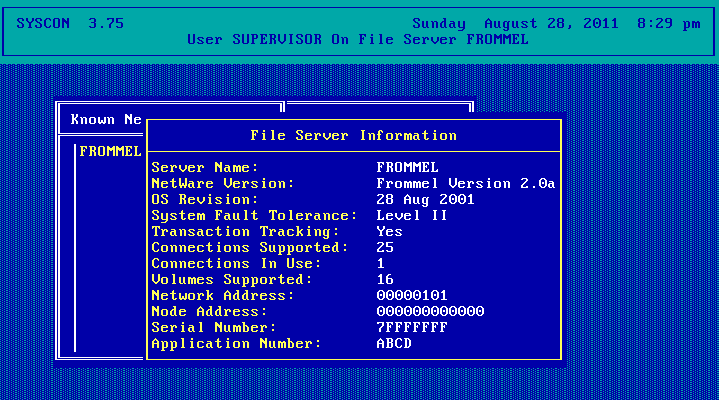 SYSCON 3.75 Sunday August 28, 2011 8:29 pm
User SUPERVISOR On File Server FROMMEL
Known Ne
File Server Information
FROMMEL
Server Name: FROMMEL
NetWare Version: Frommel Version 2.0a
OS Revision: 28 Aug 2001
System Fault Tolerance: Level II
Transaction Tracking: Yes
Connections Supported: 25
Connections In Use: 1
Volumes Supported: 16
Network Address: 00000101
Node Address: 000000000000
Serial Number: 7FFFFFFF
Application Number: ABCD